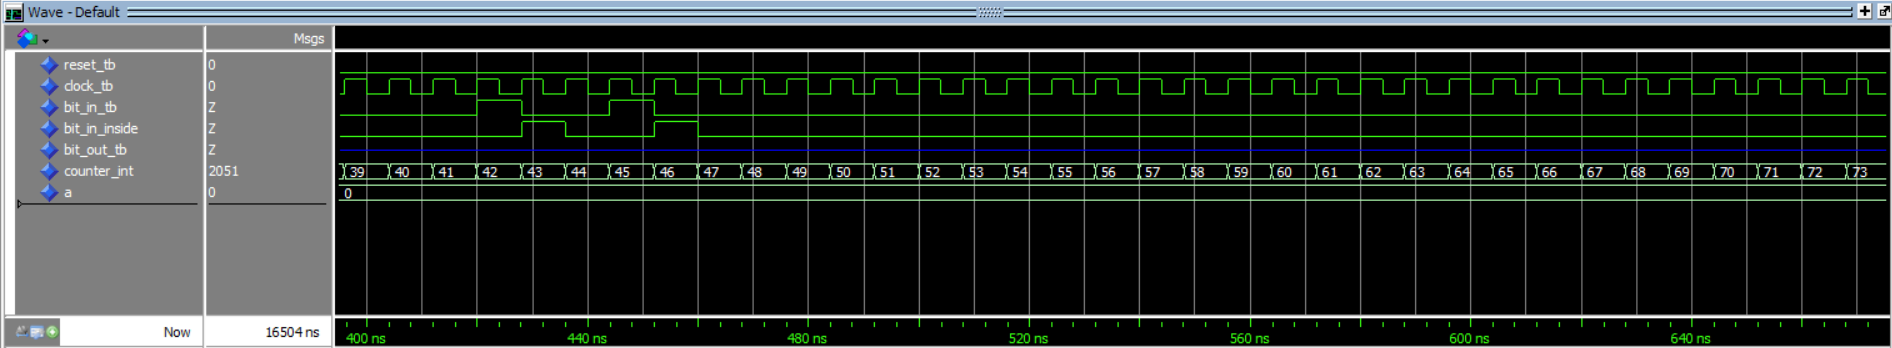 Wave - Default
Msgs
reset_tb 0
clock_tb 0
bit_in_tb Z
bit_in_inside Z
bit_out_tb Z
counter_int 2051 39 40 41 42 43 44 45 46 47 48 49 50 51 52 53 54 55 56 57 58 59 60 61 62 63 64 65 66 67 68 69 70 71 72 73
a 0 0
Now 16504 ns 400 ns 440 ns 480 ns 520 ns 560 ns 600 ns 640 ns